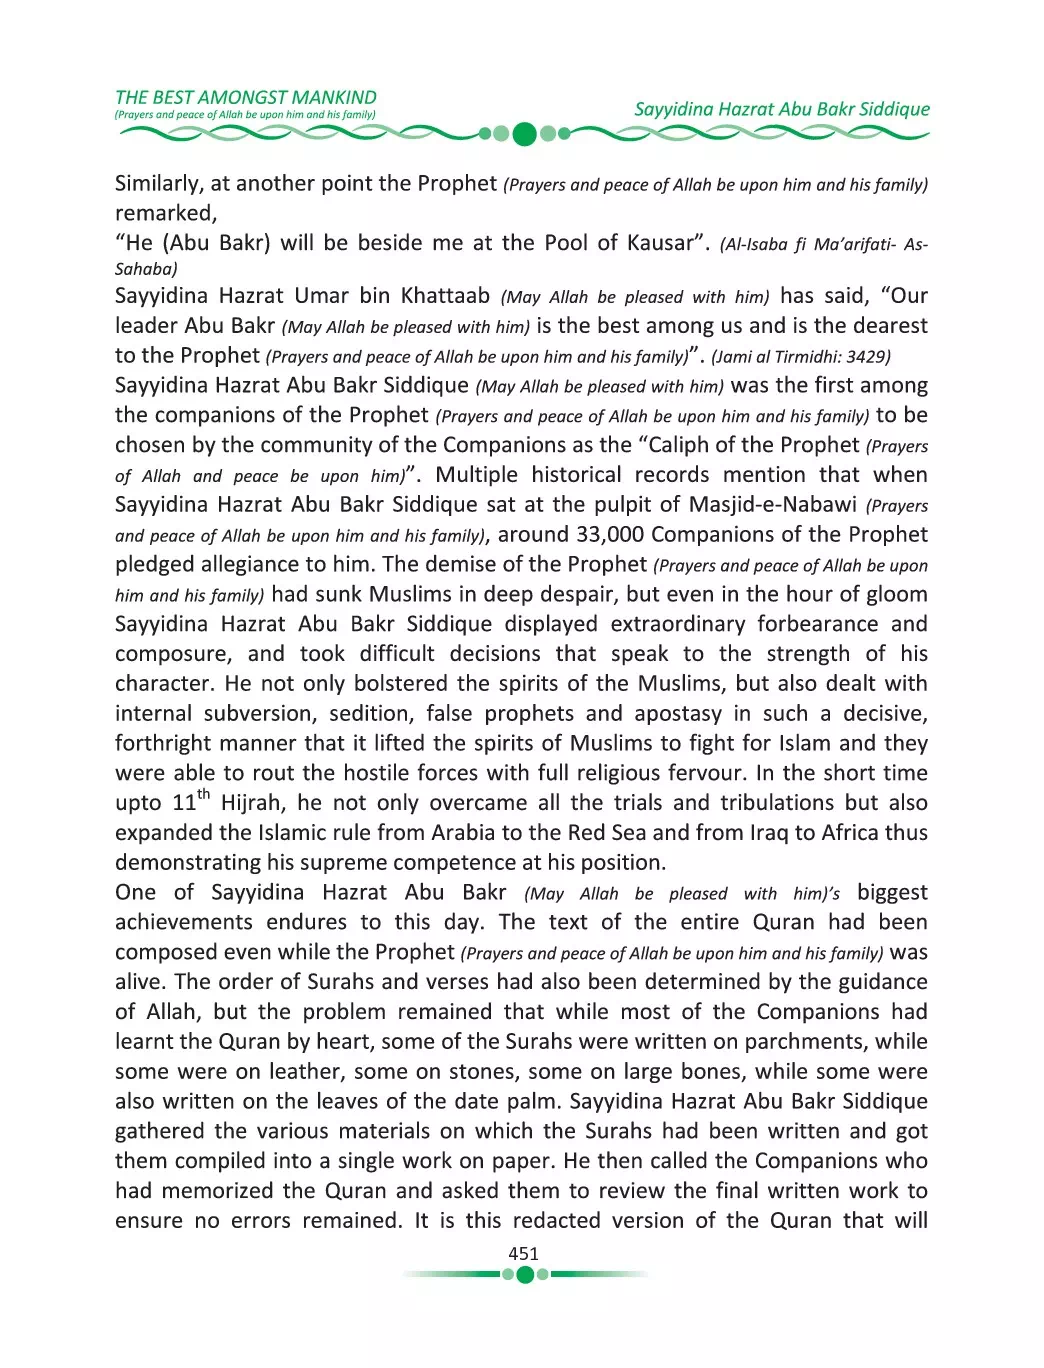 THE BEST AMONGST MANKIND
(Prayers and peace of Allah be upon him and his family)
Sayyidina Hazrat Abu Bakr Siddique
Similarly, at another point the Prophet (Prayers and peace of Allah be upon him and his family)
remarked,
“He (Abu Bakr) will be beside me at the Pool of Kausar”. (Al-Isaba fi Ma’arifati- As-
Sahaba)
Sayyidina Hazrat Umar bin Khattaab (May Allah be pleased with him) has said, “Our
leader Abu Bakr (May Allah be pleased with him) is the best among us and is the dearest
to the Prophet (Prayers and peace of Allah be upon him and his family)”. (Jami al Tirmidhi: 3429)
Sayyidina Hazrat Abu Bakr Siddique (May Allah be pleased with him) was the first among
the companions of the Prophet (Prayers and peace of Allah be upon him and his family) to be
chosen by the community of the Companions as the “Caliph of the Prophet (Prayers
of Allah and peace be upon him)”. Multiple historical records mention that when
Sayyidina Hazrat Abu Bakr Siddique sat at the pulpit of Masjid-e-Nabawi (Prayers
and peace of Allah be upon him and his family), around 33,000 Companions of the Prophet
pledged allegiance to him. The demise of the Prophet (Prayers and peace of Allah be upon
him and his family) had sunk Muslims in deep despair, but even in the hour of gloom
Sayyidina Hazrat Abu Bakr Siddique displayed extraordinary forbearance and
composure, and took difficult decisions that speak to the strength of his
character. He not only bolstered the spirits of the Muslims, but also dealt with
internal subversion, sedition, false prophets and apostasy in such a decisive,
forthright manner that it lifted the spirits of Muslims to fight for Islam and they
were able to rout the hostile forces with full religious fervour. In the short time
upto 11th Hijrah, he not only overcame all the trials and tribulations but also
expanded the Islamic rule from Arabia to the Red Sea and from Iraq to Africa thus
demonstrating his supreme competence at his position.
One of Sayyidina Hazrat Abu Bakr (May Allah be pleased with him)’s biggest
achievements endures to this day. The text of the entire Quran had been
composed even while the Prophet (Prayers and peace of Allah be upon him and his family) was
alive. The order of Surahs and verses had also been determined by the guidance
of Allah, but the problem remained that while most of the Companions had
learnt the Quran by heart, some of the Surahs were written on parchments, while
some were on leather, some on stones, some on large bones, while some were
also written on the leaves of the date palm. Sayyidina Hazrat Abu Bakr Siddique
gathered the various materials on which the Surahs had been written and got
them compiled into a single work on paper. He then called the Companions who
had memorized the Quran and asked them to review the final written work to
ensure no errors remained. It is this redacted version of the Quran that will
451